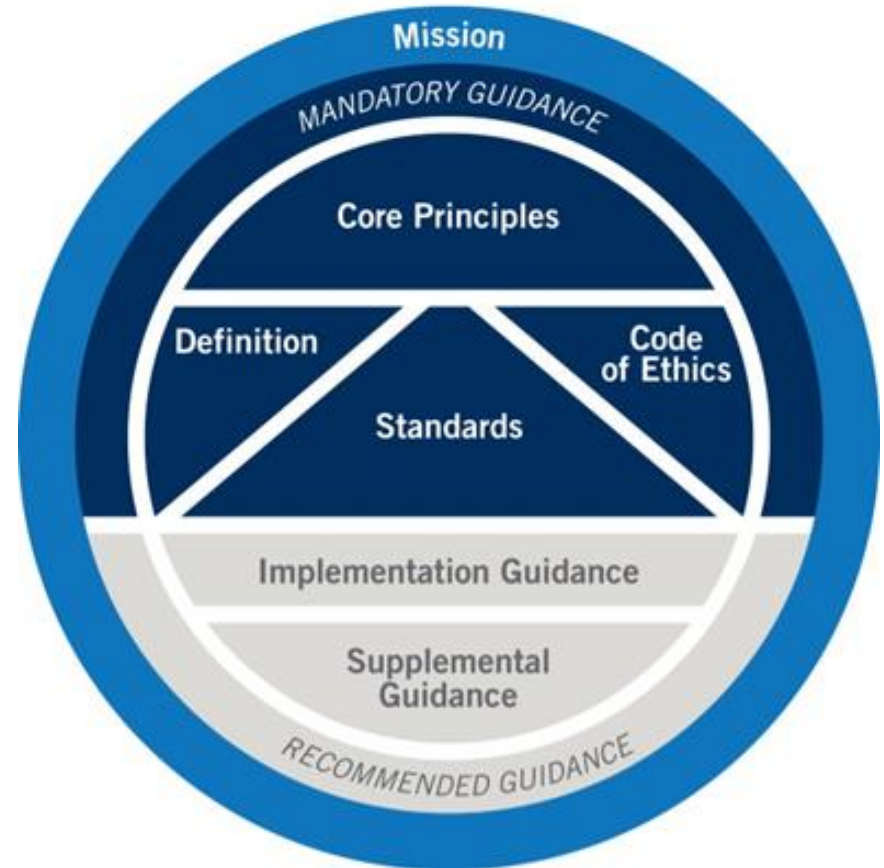 Mission
MANDATORY GUIDANCE
Core Principles
Definition
Code
of Ethics
Standards
Implementation Guidance
Supplemental
Guidance
RECOMMENDED GUIDANCE